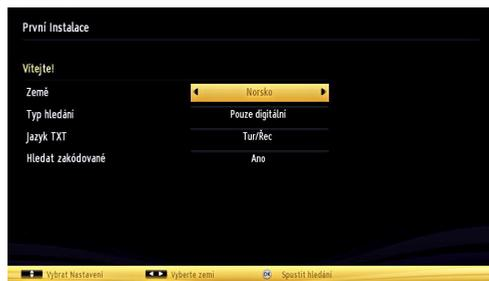 První Instalace
Vítejte!
Země Norsko
Typ hledání Pouze digitální
Jazyk TXT Tur/Řec
Hledat zakódované Ano
Vybrat Nastavení Vyberte zemi OK Spustit hledání